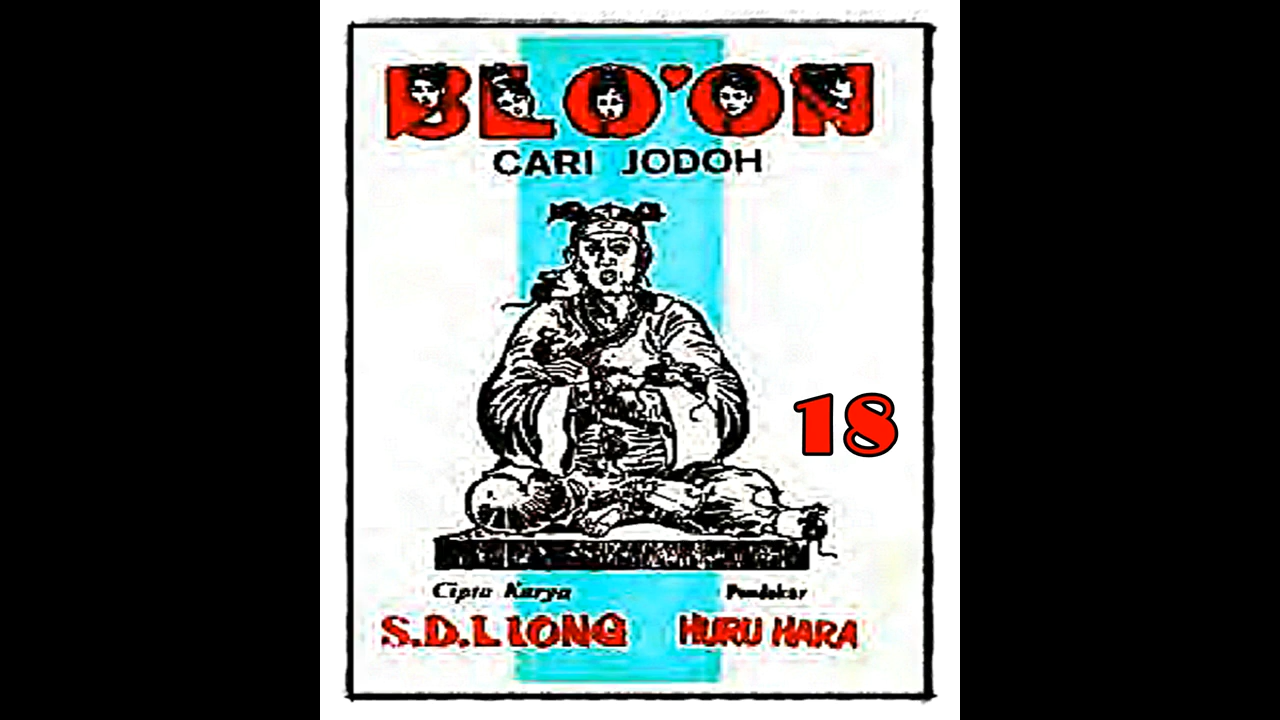 BLO'ON
CARI JODOH
18
Cipta Karya
Pendekar
S.D. LIONG
HURU HARA